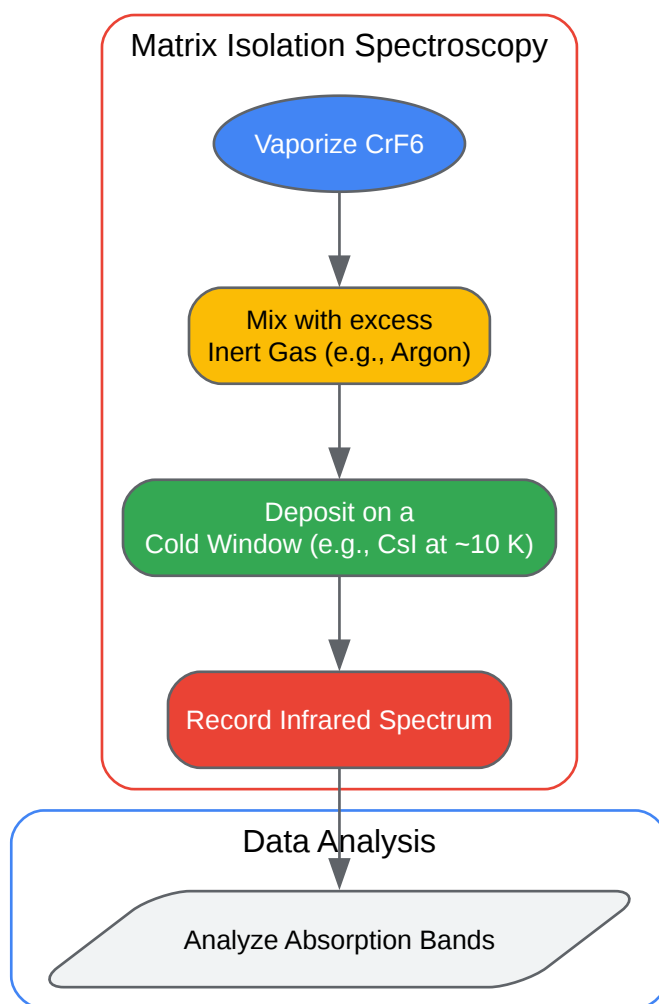 Matrix Isolation Spectroscopy
Vaporize CrF6
Mix with excess
Inert Gas (e.g., Argon)
Deposit on a
Cold Window (e.g., CsI at ~10 K)
Record Infrared Spectrum
Data Analysis
Analyze Absorption Bands